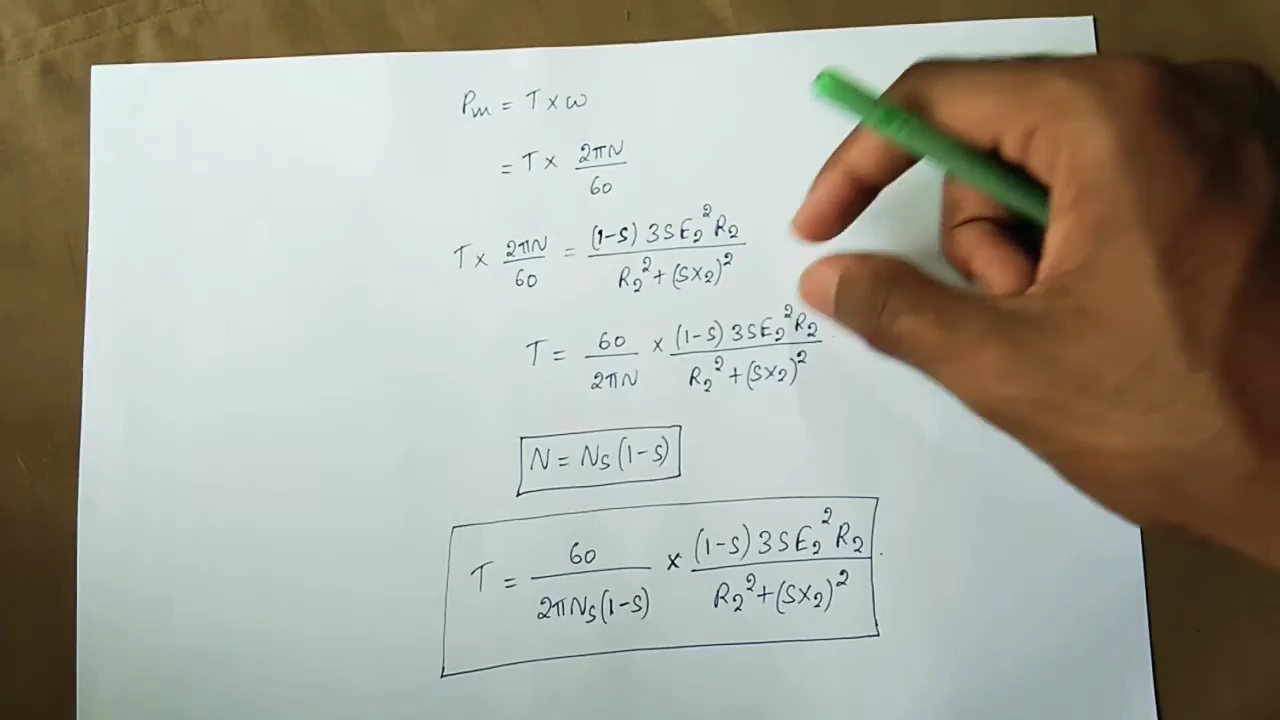 Pm = T × ω
= T × 2πN/60
T × 2πN/60 = (1-s) 3SE₂²R₂ / R₂² + (SX₂)²
T = 60/2πN × (1-s) 3SE₂²R₂ / R₂² + (SX₂)²
N = Ns (1-s)
T = 60/2πNs(1-s) × (1-s) 3SE₂²R₂ / R₂² + (SX₂)²